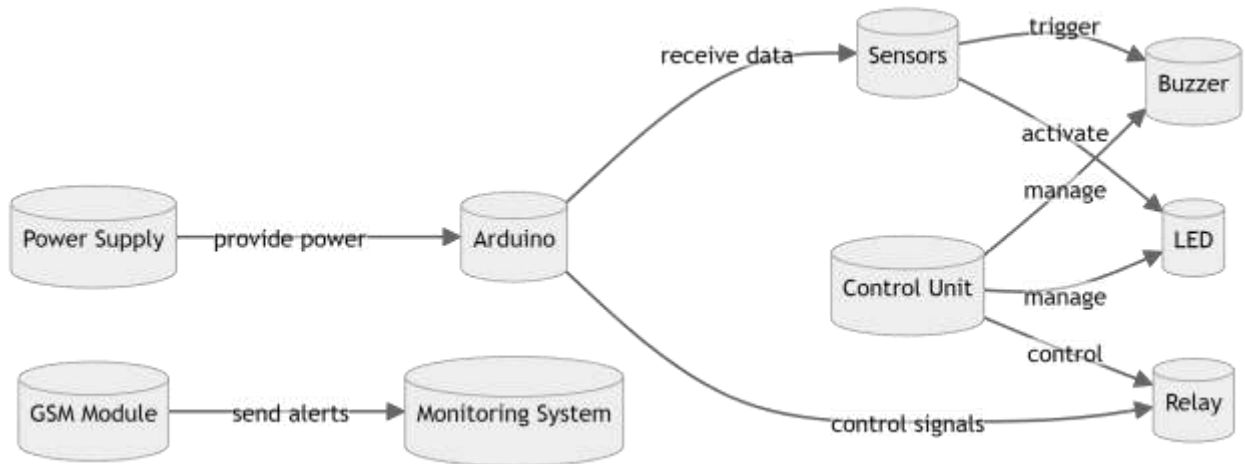 trigger
receive data
Sensors
Buzzer
activate
manage
Power Supply
provide power
Arduino
LED
Control Unit
manage
control
GSM Module
send alerts
Monitoring System
Relay
control signals